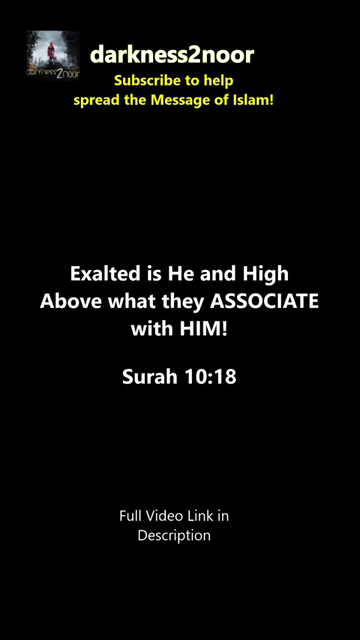 darkness2noor
Subscribe to help
spread the Message of Islam!
darkness2noor
Exalted is He and High
Above what they ASSOCIATE
with HIM!
Surah 10:18
Full Video Link in
Description